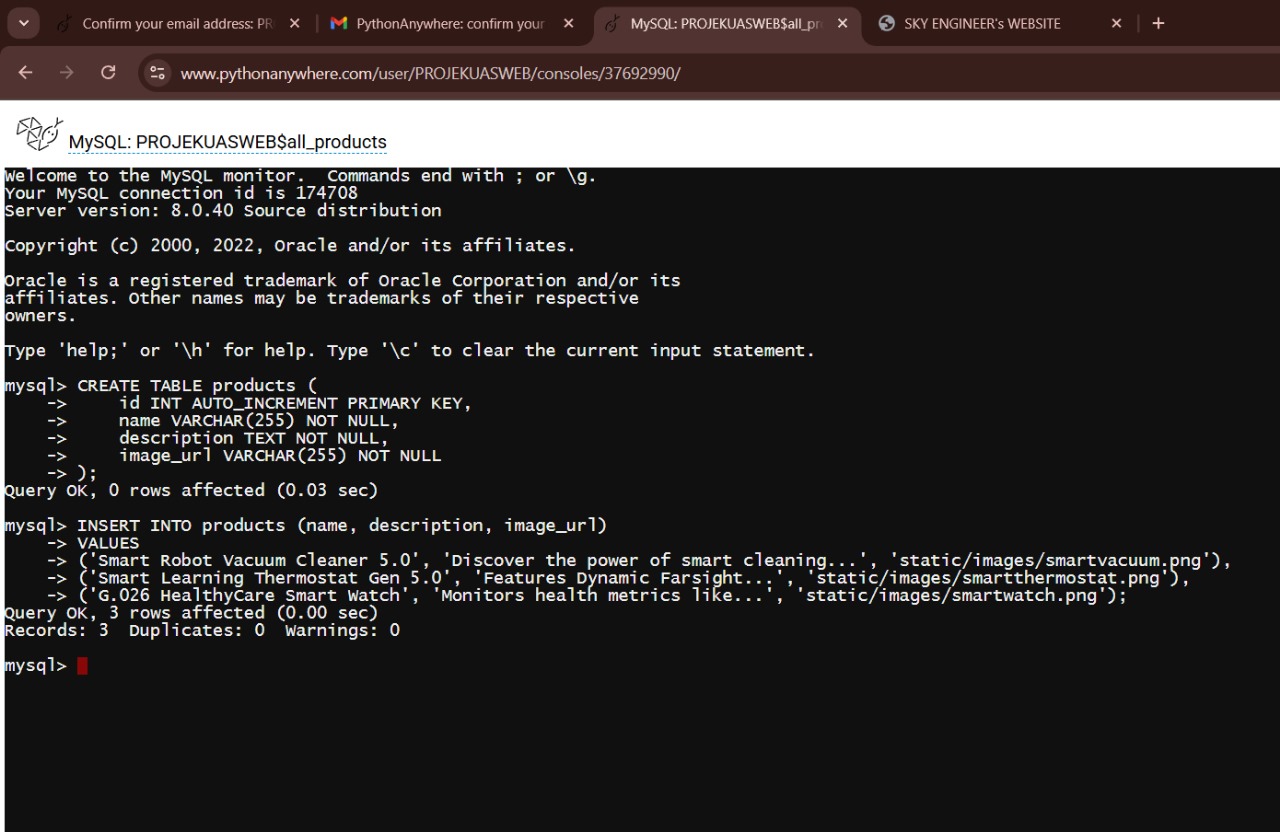 Confirm your email address: PR
PythonAnywhere: confirm your
MySQL: PROJEKUASWEB$all_pr
SKY ENGINEER's WEBSITE
www.pythonanywhere.com/user/PROJEKUASWEB/consoles/37692990/
MySQL: PROJEKUASWEB$all_products
Welcome to the MySQL monitor.  Commands end with ; or \g.
Your MySQL connection id is 174708
Server version: 8.0.40 Source distribution
Copyright (c) 2000, 2022, Oracle and/or its affiliates.
Oracle is a registered trademark of Oracle Corporation and/or its
affiliates. Other names may be trademarks of their respective
owners.
Type 'help;' or '\h' for help. Type '\c' to clear the current input statement.
mysql> CREATE TABLE products (
    ->     id INT AUTO_INCREMENT PRIMARY KEY,
    ->     name VARCHAR(255) NOT NULL,
    ->     description TEXT NOT NULL,
    ->     image_url VARCHAR(255) NOT NULL
    -> );
Query OK, 0 rows affected (0.03 sec)
mysql> INSERT INTO products (name, description, image_url)
    -> VALUES
    -> ('Smart Robot Vacuum Cleaner 5.0', 'Discover the power of smart cleaning...', 'static/images/smartvacuum.png'),
    -> ('Smart Learning Thermostat Gen 5.0', 'Features Dynamic Farsight...', 'static/images/smartthermostat.png'),
    -> ('G.026 HealthyCare Smart Watch', 'Monitors health metrics like...', 'static/images/smartwatch.png');
Query OK, 3 rows affected (0.00 sec)
Records: 3  Duplicates: 0  Warnings: 0
mysql>